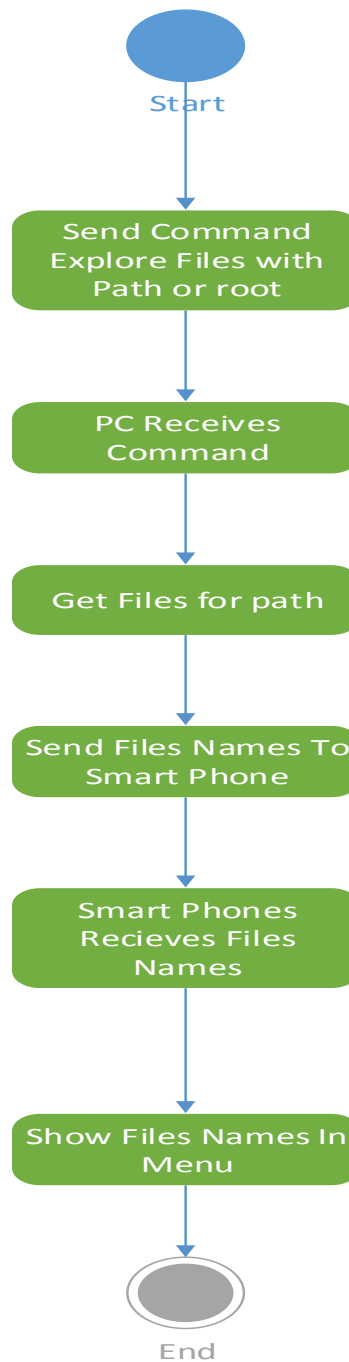 Start
Send Command
Explore Files with
Path or root
PC Receives
Command
Get Files for path
Send Files Names To
Smart Phone
Smart Phones
Recieves Files
Names
Show Files Names In
Menu
End